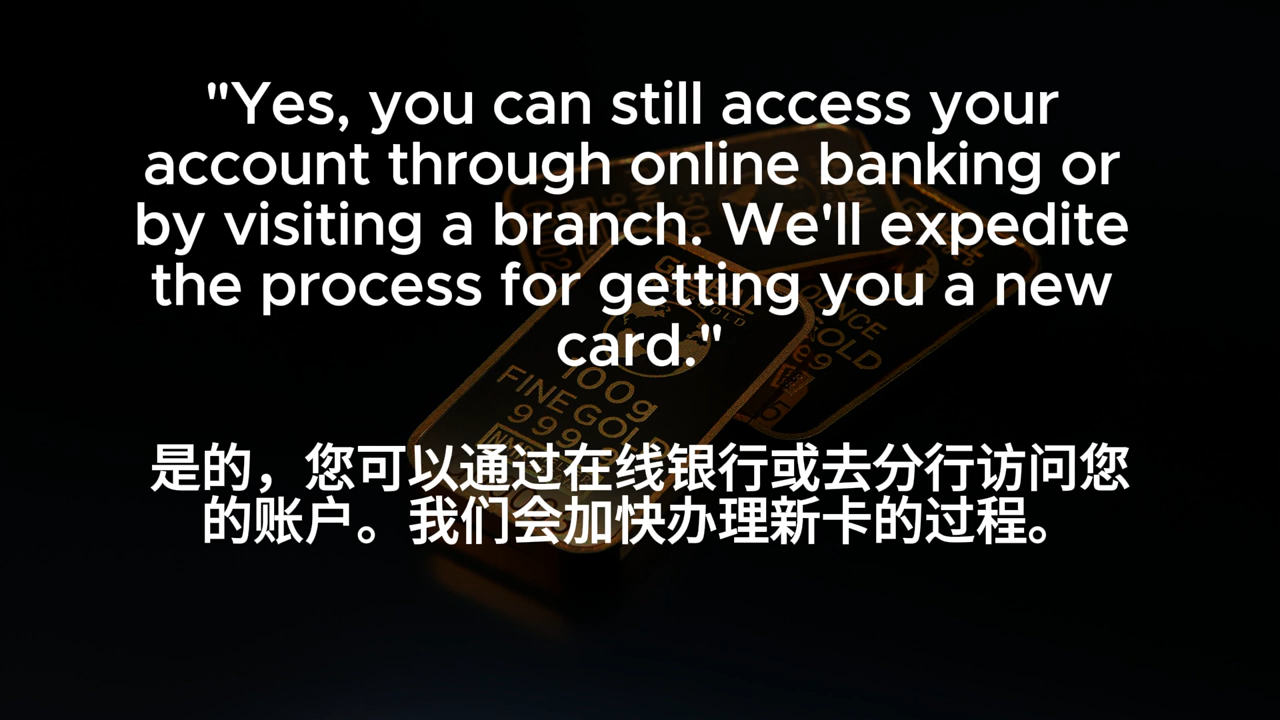 "Yes, you can still access your
account through online banking or
by visiting a branch. We'll expedite
the process for getting you a new
card."
100g
FINE GOLD
是的，您可以通过在线银行或去分行访问您
的账户。我们会加快办理新卡的过程。